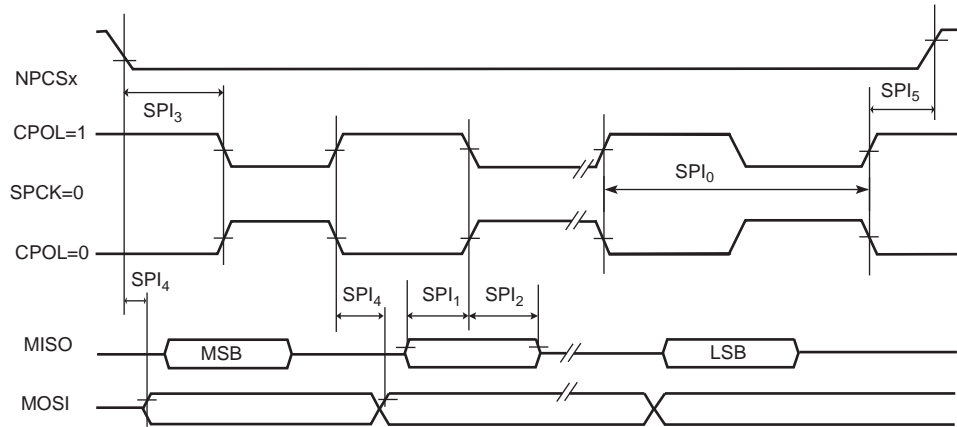 NPCSx
SPI3
SPI5
CPOL=1
SPCK=0
SPI0
CPOL=0
SPI4
SPI4
SPI1
SPI2
MISO
MSB
LSB
MOSI